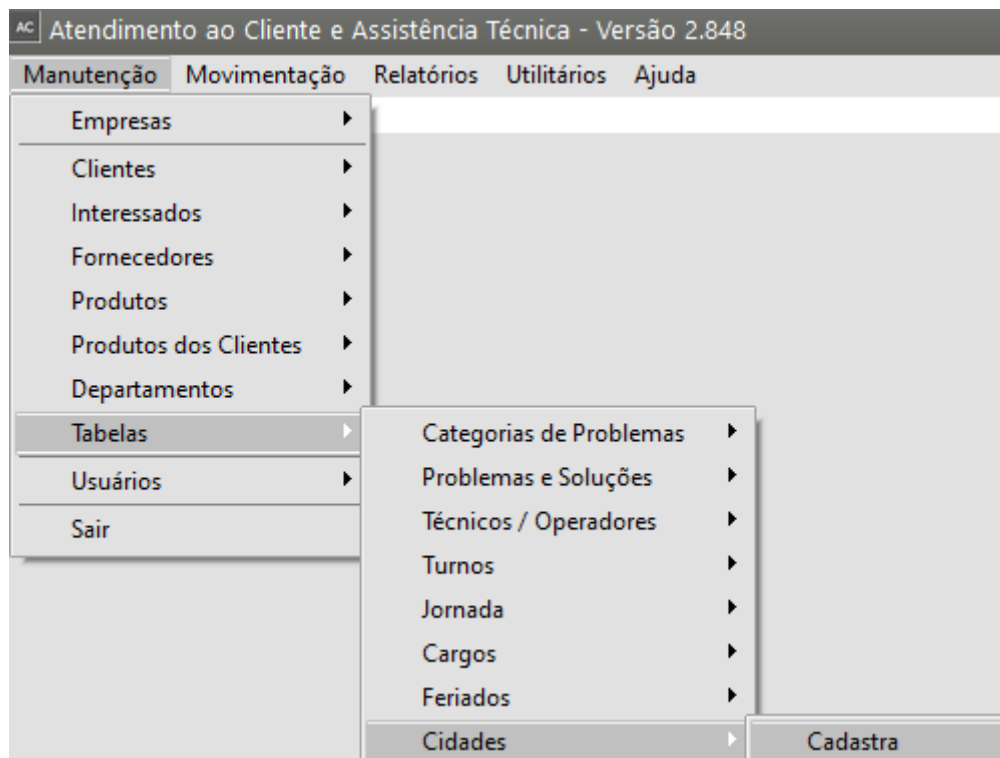 AC Atendimento ao Cliente e Assistência Técnica - Versão 2.848
Manutenção Movimentação Relatórios Utilitários Ajuda
Empresas
Clientes
Interessados
Fornecedores
Produtos
Produtos dos Clientes
Departamentos
Tabelas
Usuários
Sair
Categorias de Problemas
Problemas e Soluções
Técnicos / Operadores
Turnos
Jornada
Cargos
Feriados
Cidades
Cadastra